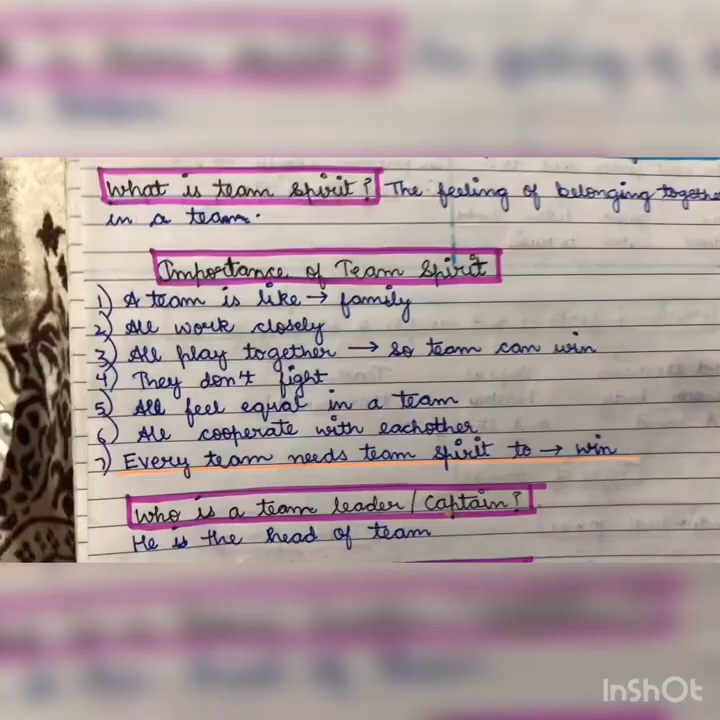 What is team spirit? The feeling of belonging togethe
in a team.
Importance of Team Spirit
1) A team is like → family
2) All work closely
3) All play together → so team can win
4) They don't fight
5) All feel equal in a team
6) All cooperate with eachother
7) Every team needs team spirit to → win
Who is a team leader/Captain?
He is the head of team
InShOt